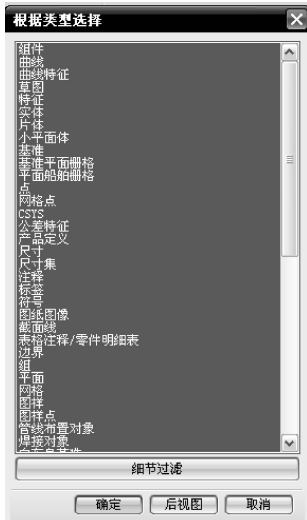 根据类型选择
组件
曲线
曲线特征
草图
特征
实体
片体
小平面体
基准
基准平面栅格
平面船舶栅格
点
网格点
CSYS
公差特征
产品定义
尺寸
尺寸集
注释
标签
符号
图纸图像
截面线
表格注释/零件明细表
边界
组
平面
网格
图样
图样点
管线布置对象
焊接对象
细节过滤
确定
后视图
取消